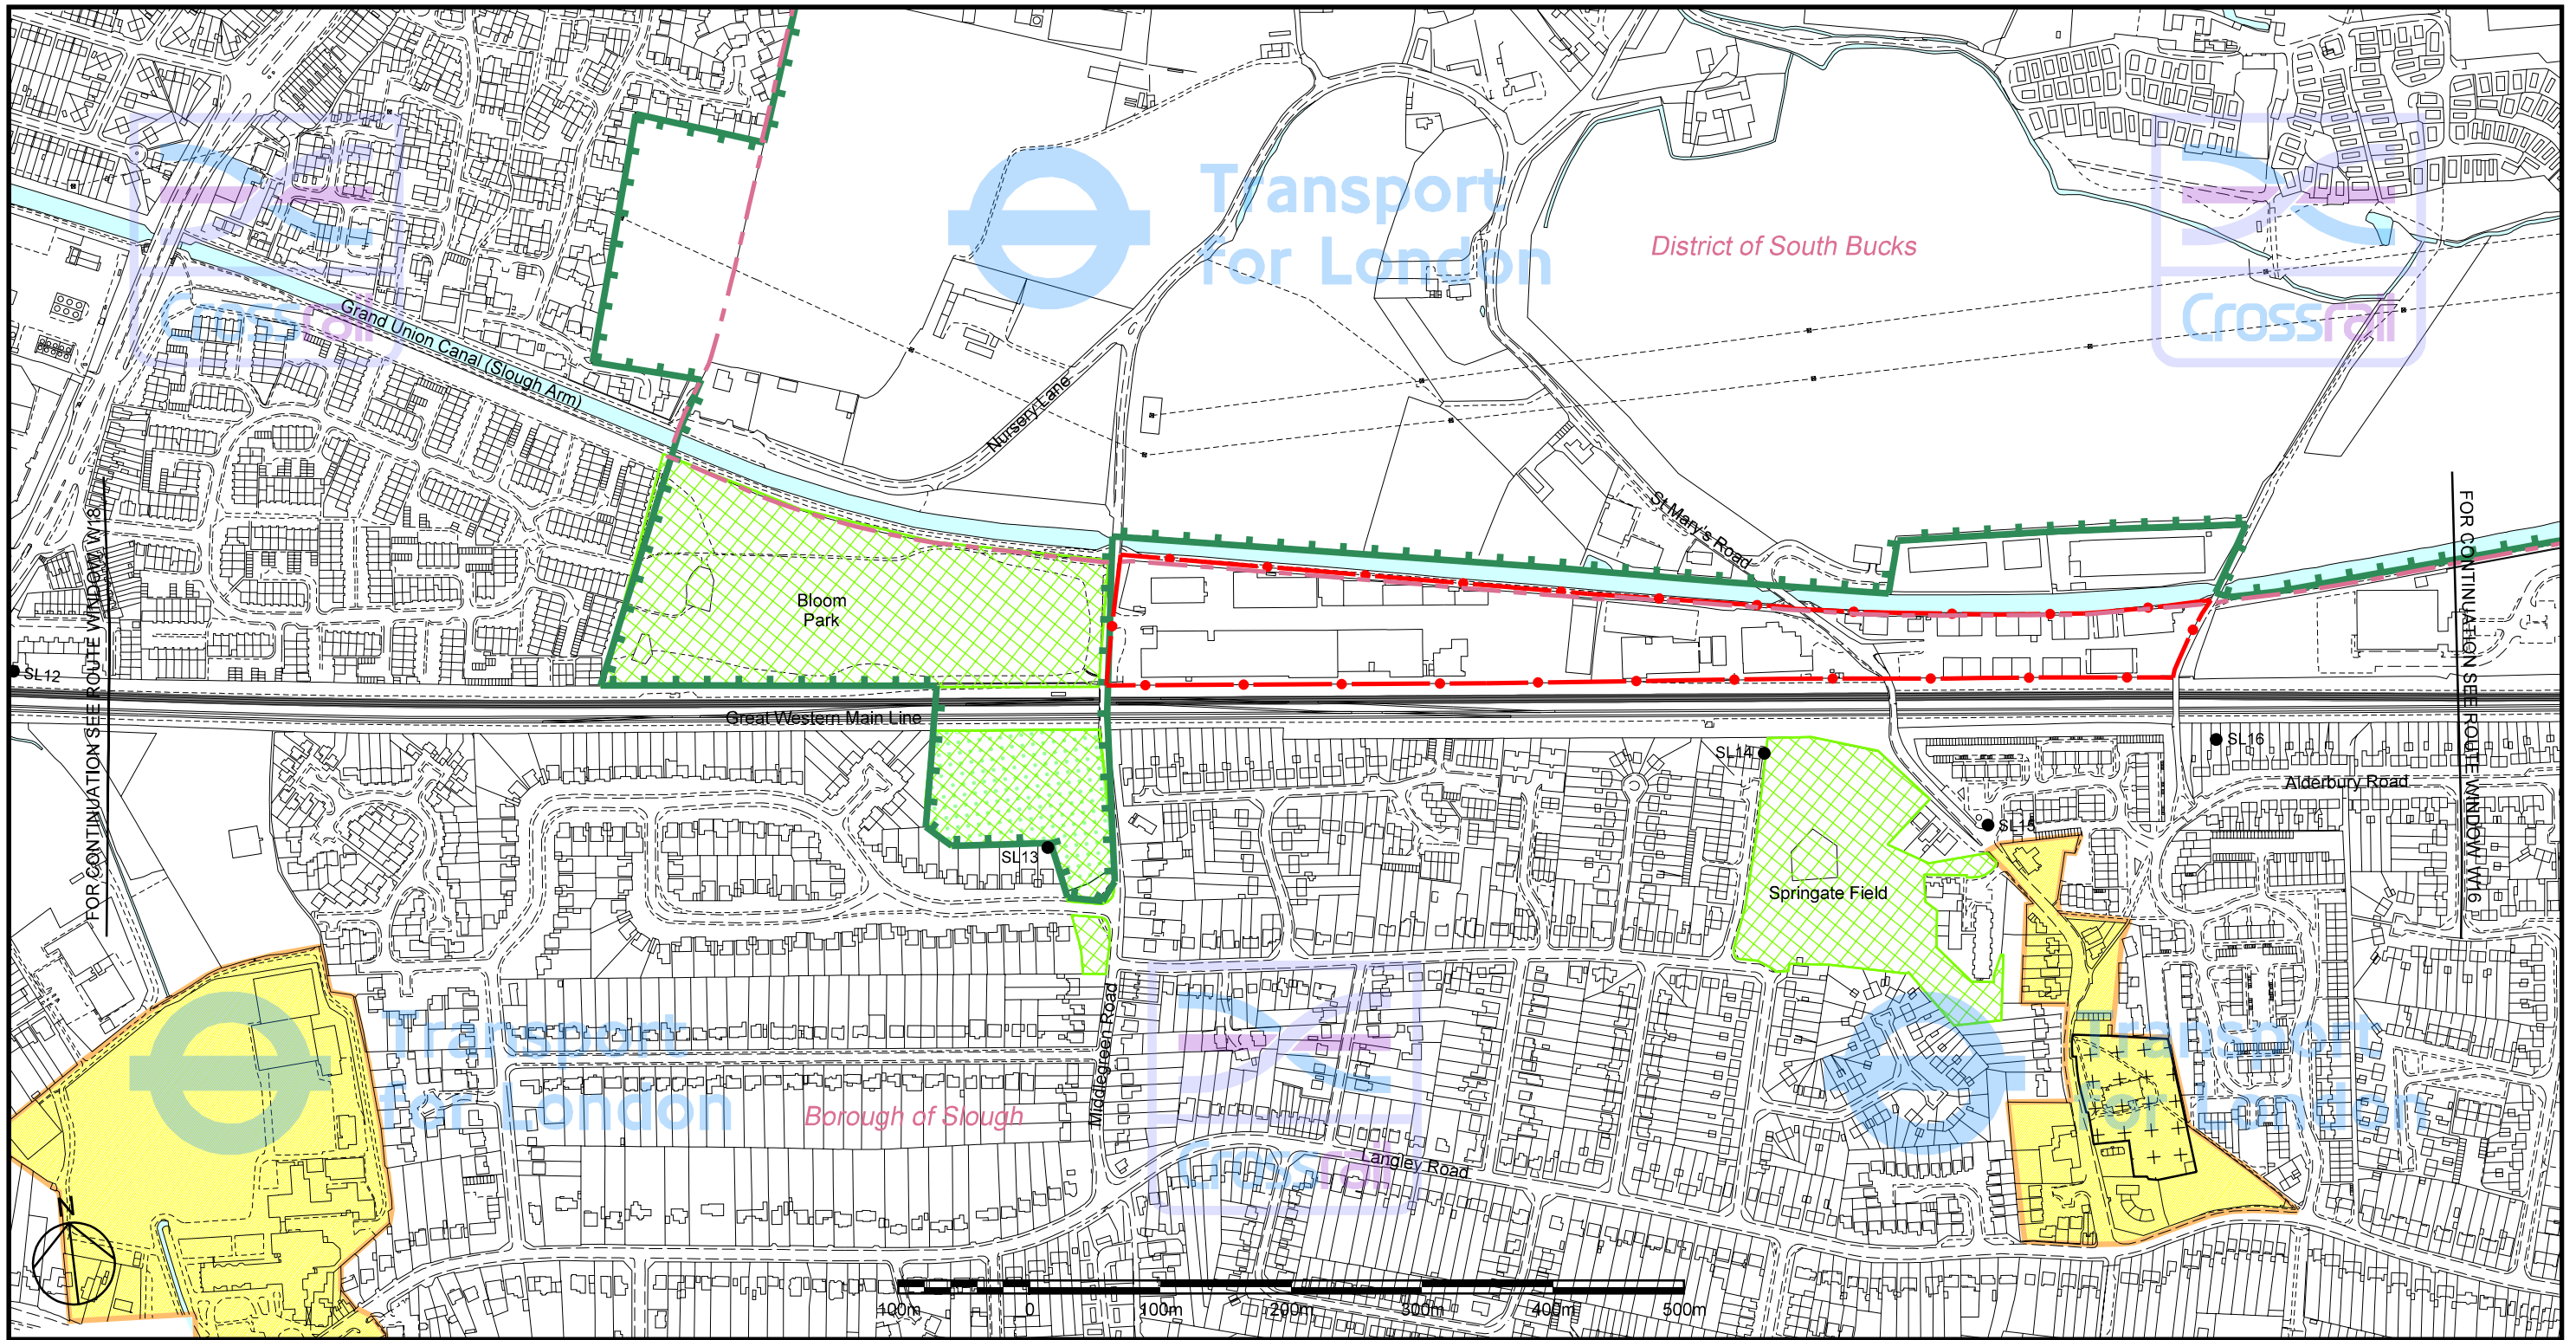 Transport
for London
District of South Bucks
Crossrail
Crossrail
Grand Union Canal (Slough Arm)
Nursery Lane
St Mary's Road
FOR CONTINUATION SEE ROUTE WINDOW W18
FOR CONTINUATION SEE ROUTE WINDOW W16
Bloom
Park
SL12
Great Western Main Line
SL14
SL16
Alderbury Road
SL15
SL13
Springate Field
Middlegreen Road
Transport
for London
Borough of Slough
Crossrail
Langley Road
Transport
for London
N
100m
0
100m
200m
300m
400m
500m